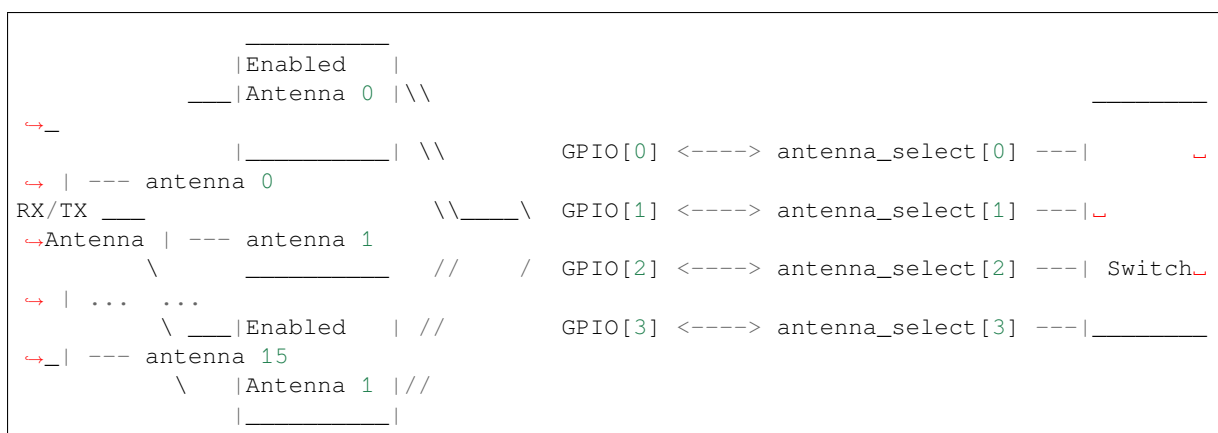 __________
              |Enabled   |
           ___|Antenna 0 |\\                                          ________
↪_
              |__________| \\        GPIO[0] <----> antenna_select[0] ---|       ␣
↪ | --- antenna 0
RX/TX ___                   \\____\  GPIO[1] <----> antenna_select[1] ---|␣
↪Antenna | --- antenna 1
         \     __________   //    /  GPIO[2] <----> antenna_select[2] ---| Switch␣
↪ | ...  ...
          \ ___|Enabled   | //       GPIO[3] <----> antenna_select[3] ---|________
↪_| --- antenna 15
           \   |Antenna 1 |//
               |__________|